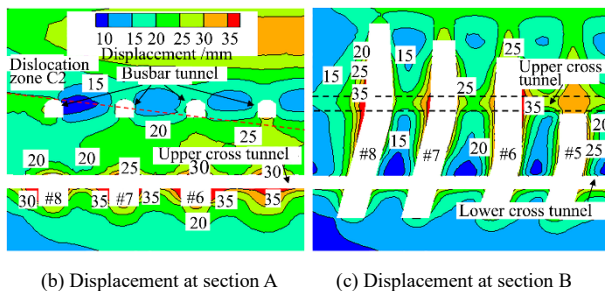 10 15 20 25 30 35
Displacement /mm
Dislocation
zone C2
15
Busbar tunnel
20
25
20
25
30
Upper cross tunnel
20
30
30
#8
35
#7
35
#6
35
20
(b) Displacement at section A
20
15
25
15
25
35
25
Upper cross
tunnel
35
15
20
#8
#7
#6
#5
Lower cross tunnel
(c) Displacement at section B